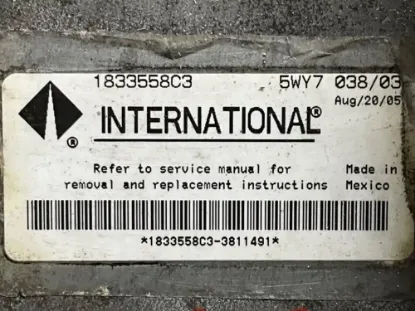 1833558C3 5WY7 038/03
Aug/20/05
INTERNATIONAL®
®
Refer to service manual for Made in
removal and replacement instructions Mexico
*1833558C3-3811491*